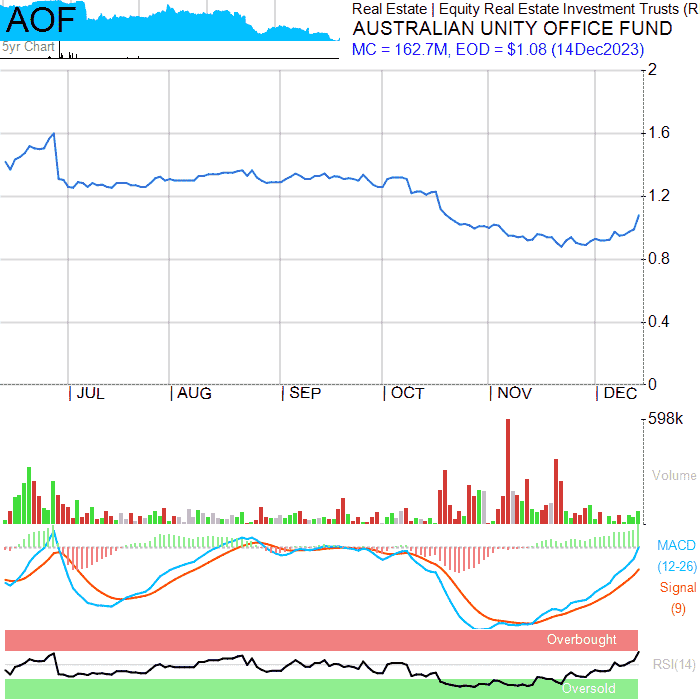 AOF
5yr Chart
Real Estate | Equity Real Estate Investment Trusts (R
AUSTRALIAN UNITY OFFICE FUND
MC = 162.7M, EOD = $1.08 (14Dec2023)
2
1.6
1.2
0.8
0.4
0
JUL AUG SEP OCT NOV DEC
598k
Volume
MACD
(12-26)
Signal
(9)
Overbought
RSI(14)
Oversold